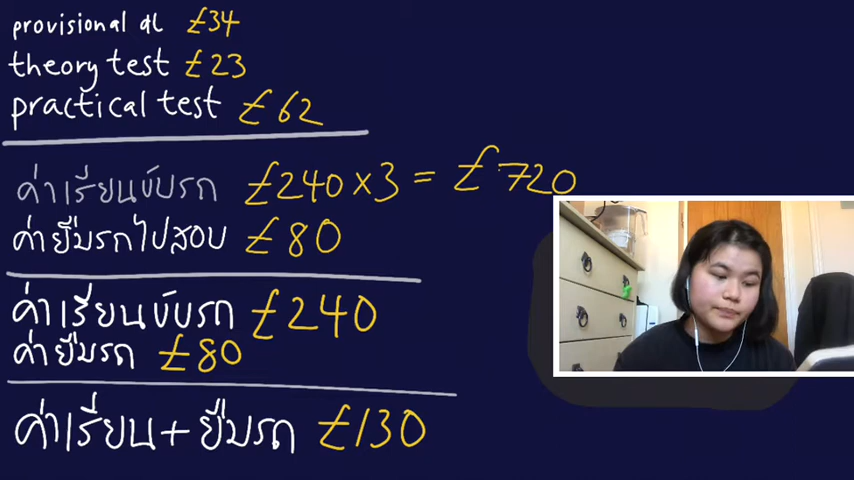 provisional dl £34
theory test £23
practical test £62
ค่าเรียนขับรถ £240 x 3 = £720
ค่ายืมรถไปสอบ £80
ค่าเรียนขับรถ £240
ค่ายืมรถ £80
ค่าเรียน + ยืมรถ £130